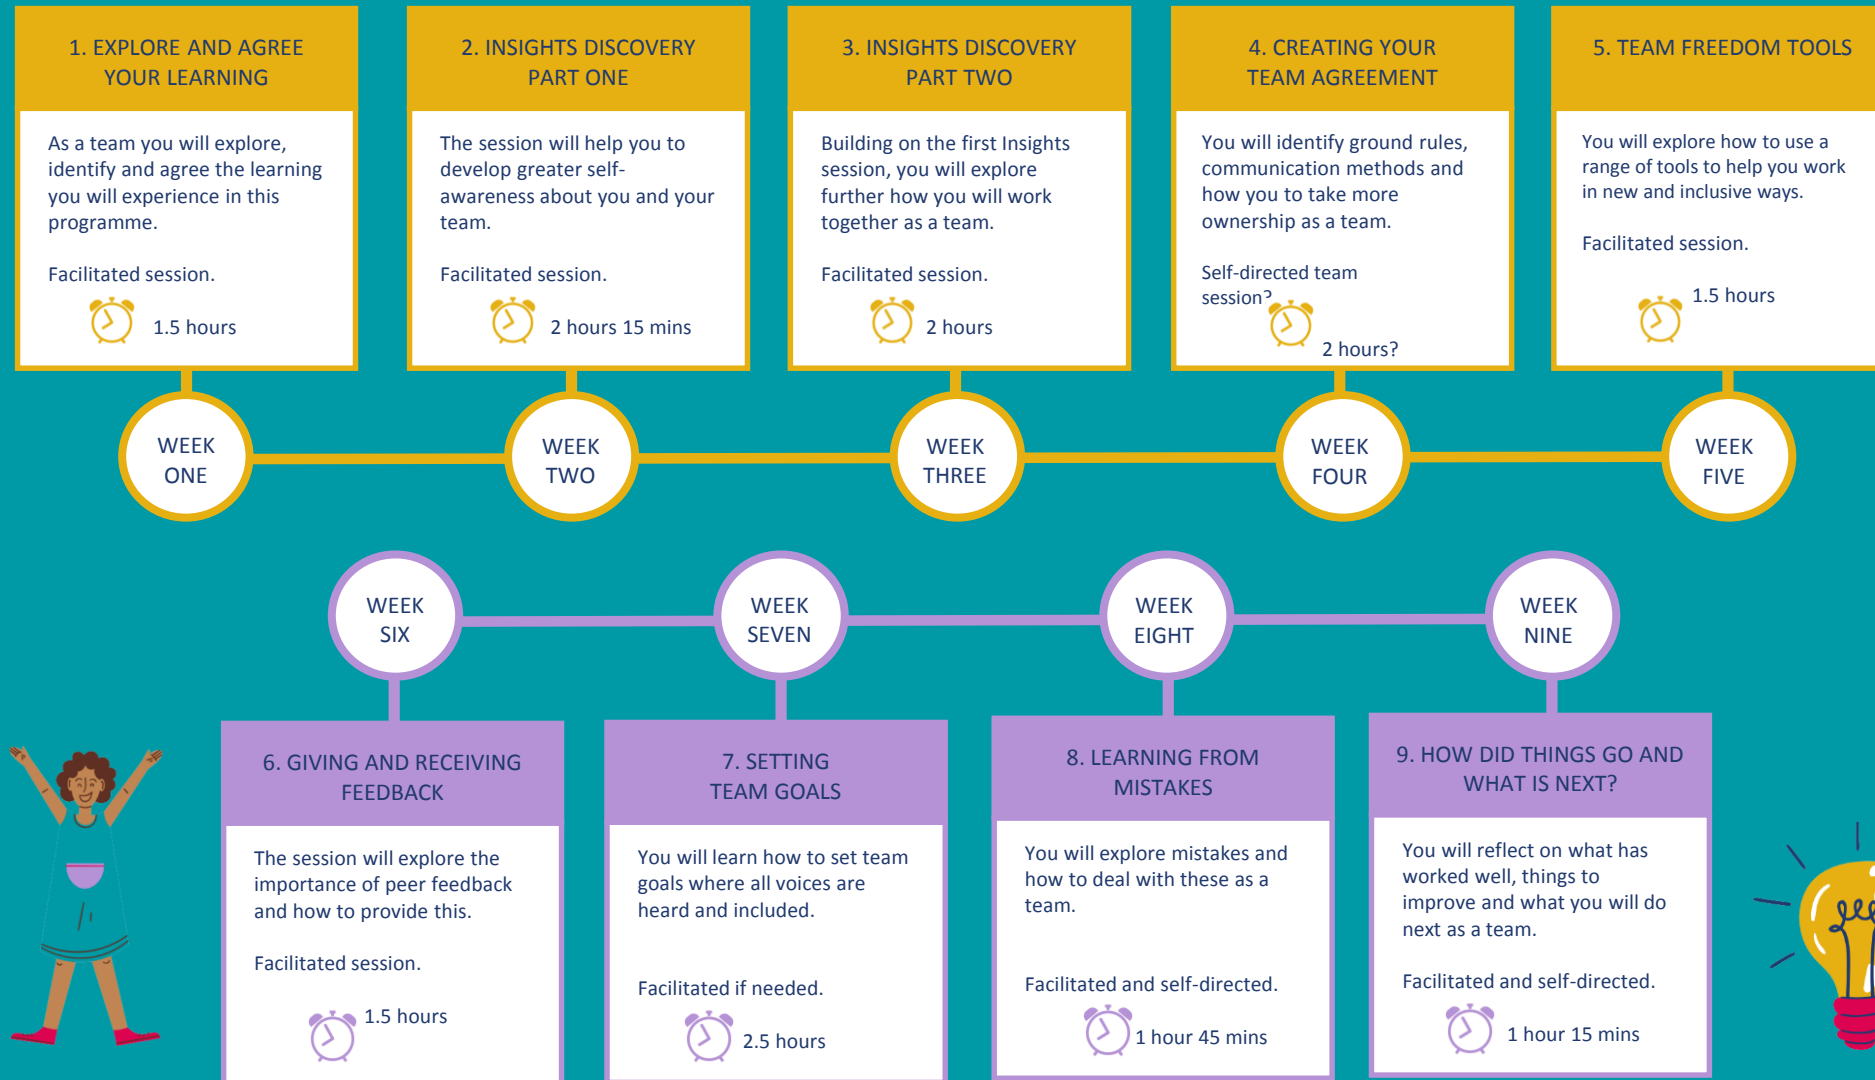 1. EXPLORE AND AGREE
YOUR LEARNING
As a team you will explore,
identify and agree the learning
you will experience in this
programme.
Facilitated session.
1.5 hours
2. INSIGHTS DISCOVERY
PART ONE
The session will help you to
develop greater self-
awareness about you and your
team.
Facilitated session.
2 hours 15 mins
3. INSIGHTS DISCOVERY
PART TWO
Building on the first Insights
session, you will explore
further how you will work
together as a team.
Facilitated session.
2 hours
4. CREATING YOUR
TEAM AGREEMENT
You will identify ground rules,
communication methods and
how you to take more
ownership as a team.
Self-directed team
session?
2 hours?
5. TEAM FREEDOM TOOLS
You will explore how to use a
range of tools to help you work
in new and inclusive ways.
Facilitated session.
1.5 hours
WEEK
ONE
WEEK
TWO
WEEK
THREE
WEEK
FOUR
WEEK
FIVE
WEEK
SIX
WEEK
SEVEN
WEEK
EIGHT
WEEK
NINE
6. GIVING AND RECEIVING
FEEDBACK
The session will explore the
importance of peer feedback
and how to provide this.
Facilitated session.
1.5 hours
7. SETTING
TEAM GOALS
You will learn how to set team
goals where all voices are
heard and included.
Facilitated if needed.
2.5 hours
8. LEARNING FROM
MISTAKES
You will explore mistakes and
how to deal with these as a
team.
Facilitated and self-directed.
1 hour 45 mins
9. HOW DID THINGS GO AND
WHAT IS NEXT?
You will reflect on what has
worked well, things to
improve and what you will do
next as a team.
Facilitated and self-directed.
1 hour 15 mins